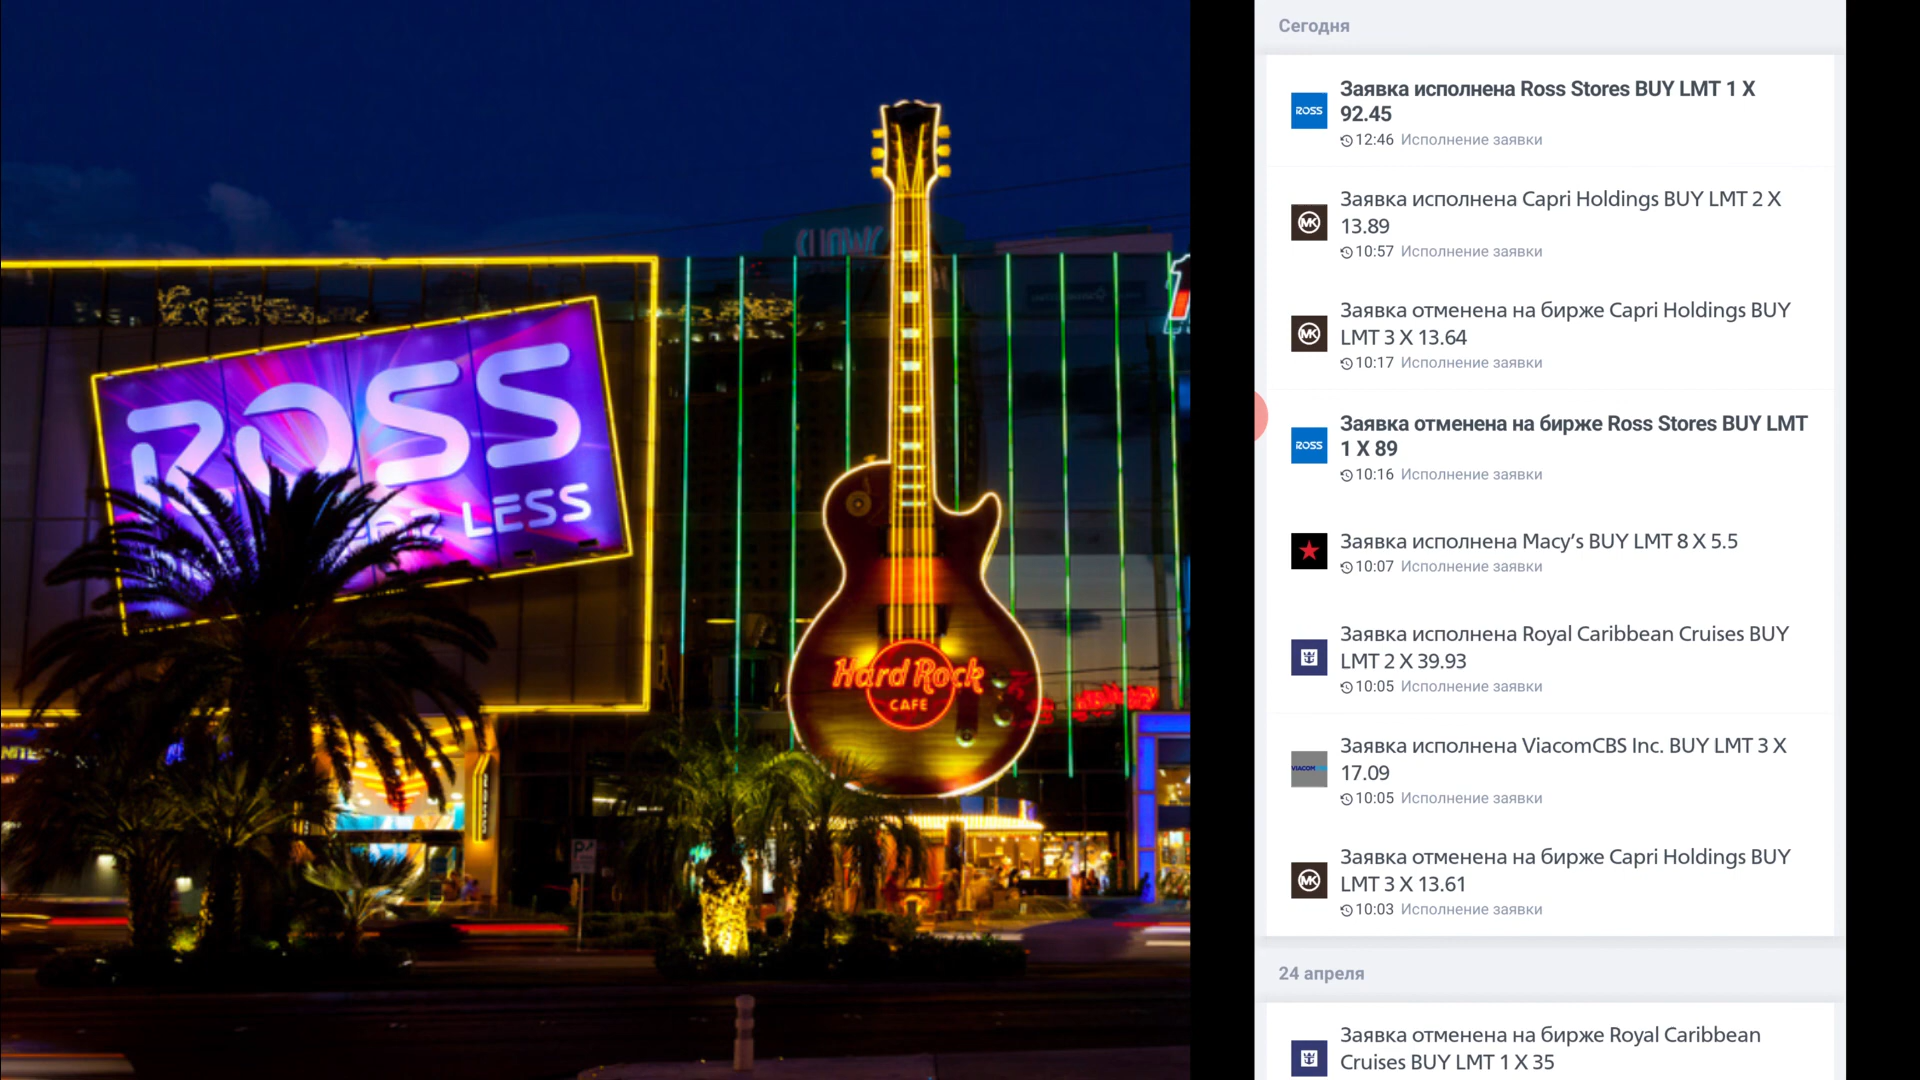 ROSS
LESS
Hard Rock
CAFE
Сегодня
ROSS
Заявка исполнена Ross Stores BUY LMT 1 X
92.45
12:46 Исполнение заявки
MK
Заявка исполнена Capri Holdings BUY LMT 2 X
13.89
10:57 Исполнение заявки
MK
Заявка отменена на бирже Capri Holdings BUY
LMT 3 X 13.64
10:17 Исполнение заявки
ROSS
Заявка отменена на бирже Ross Stores BUY LMT
1 X 89
10:16 Исполнение заявки
Заявка исполнена Macy’s BUY LMT 8 X 5.5
10:07 Исполнение заявки
Заявка исполнена Royal Caribbean Cruises BUY
LMT 2 X 39.93
10:05 Исполнение заявки
VIACOM
Заявка исполнена ViacomCBS Inc. BUY LMT 3 X
17.09
10:05 Исполнение заявки
MK
Заявка отменена на бирже Capri Holdings BUY
LMT 3 X 13.61
10:03 Исполнение заявки
24 апреля
Заявка отменена на бирже Royal Caribbean
Cruises BUY LMT 1 X 35